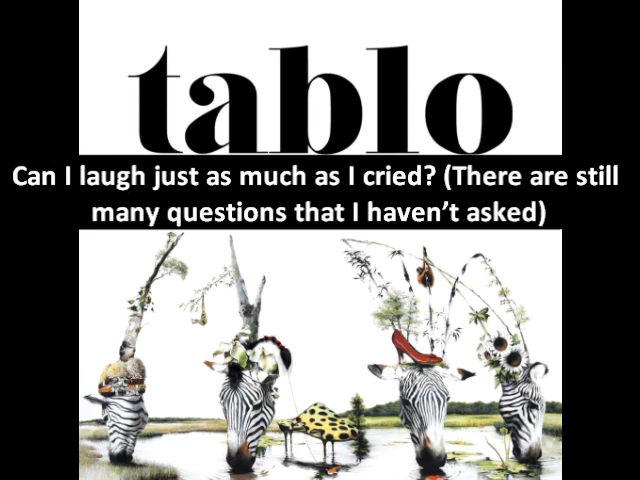 tablo
Can I laugh just as much as I cried? (There are still
many questions that I haven’t asked)